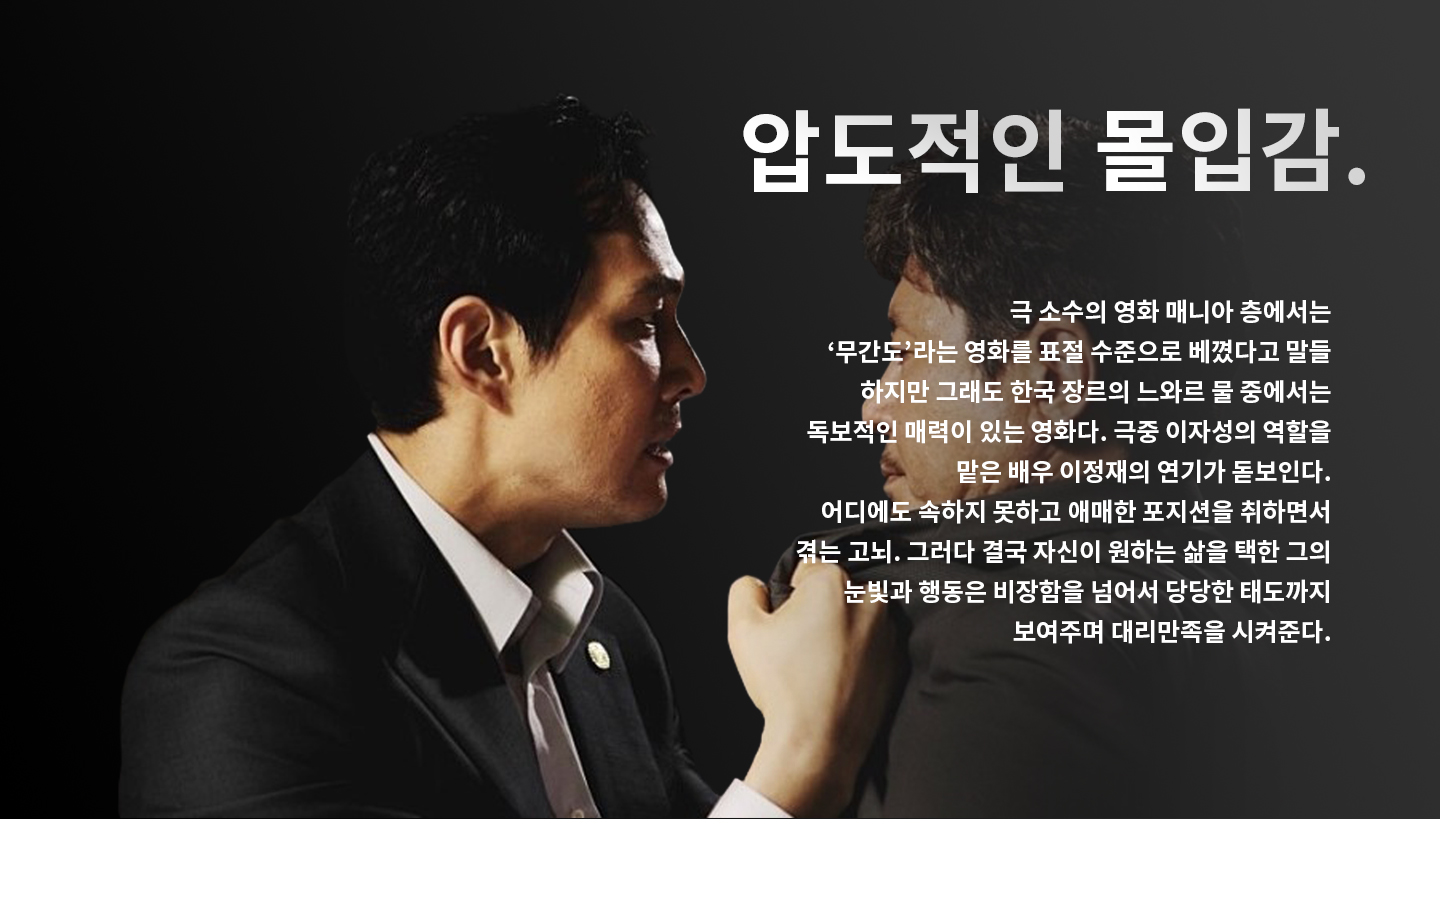 압도적인 몰입감.
극 소수의 영화 매니아 층에서는
‘무간도’라는 영화를 표절 수준으로 베꼈다고 말들
하지만 그래도 한국 장르의 느와르 물 중에서는
독보적인 매력이 있는 영화다. 극중 이자성의 역할을
맡은 배우 이정재의 연기가 돋보인다.
어디에도 속하지 못하고 애매한 포지션을 취하면서
겪는 고뇌. 그러다 결국 자신이 원하는 삶을 택한 그의
눈빛과 행동은 비장함을 넘어서 당당한 태도까지
보여주며 대리만족을 시켜준다.